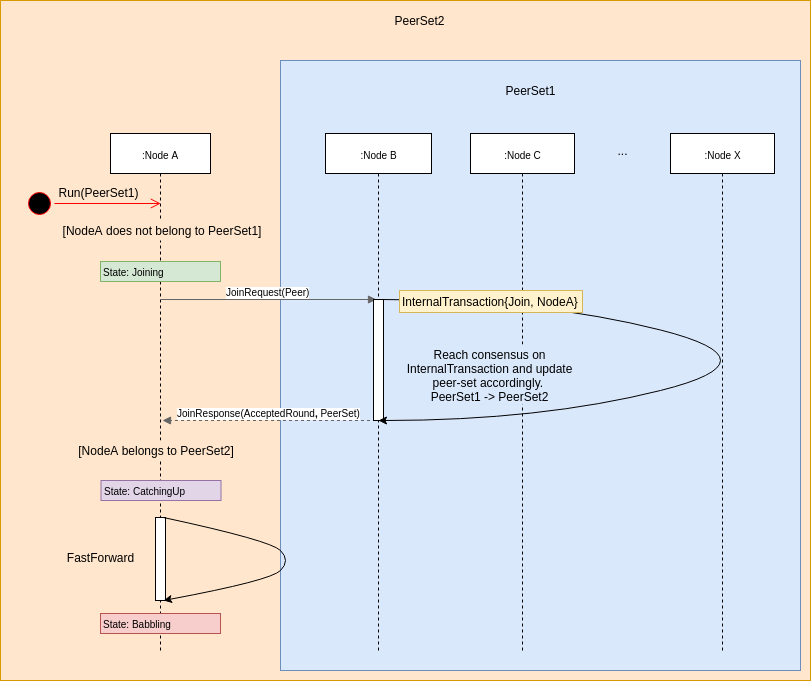 PeerSet2
PeerSet1
:Node A
:Node B
:Node C
...
:Node X
Run(PeerSet1)
[NodeA does not belong to PeerSet1]
State: Joining
JoinRequest(Peer)
InternalTransaction{Join, NodeA}
Reach consensus on
InternalTransaction and update
peer-set accordingly.
PeerSet1 -> PeerSet2
JoinResponse(AcceptedRound, PeerSet)
[NodeA belongs to PeerSet2]
State: CatchingUp
FastForward
State: Babbling